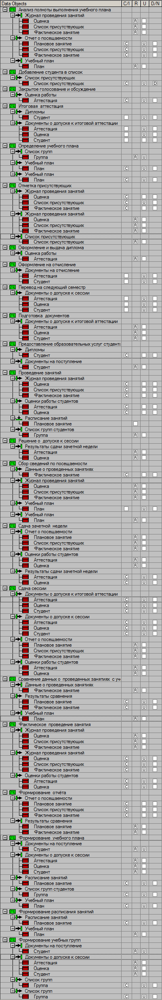 Data Objects C/I R U D/N
Анализ полноты выполнения учебного плана
Журнал проведения занятий
Оценка R
Список присутствующих R
Фактическое занятие R
Отчет о посещаемости
Плановое занятие C U
Список присутствующих C U
Фактическое занятие C U
Учебный план
План R
Добавление студента в список
Список присутствующих
Список присутствующих C U D
Закрытое голосование и обсуждение
Оценка работы
Аттестация C U
Итоговая аттестация
Дипломы
Студент U
Документы о допуске к итоговой аттестации
Аттестация U
Оценка U
Студент U
Определение учебного плана
Список групп
Группа R U
Учебный план
План C U
Учебный план
План C U
Отметка присутствующих
Журнал проведения занятий
Оценка C
Список присутствующих C U
Фактическое занятие C
Журнал проведения занятий
Оценка R
Список присутствующих R
Фактическое занятие R
Список присутствующих
Список присутствующих R
Оформление и выдача диплома
Оценка работы
Аттестация R
Оформление на отчисление
Документы на отчисление
Аттестация U
Студент U
Перевод на следующий семестр
Документы о допуске к сессии
Аттестация U
Оценка U
Студент U
Подготовка документов
Документы о допуске к итоговой аттестации
Аттестация R
Оценка R
Студент R
Предоставление образовательных услуг студента
Дипломы
Студент C
Документы на поступление
Студент R
Проведение занятий
Журнал проведения занятий
Оценка C
Список присутствующих C
Фактическое занятие C
Оценки работы студентов
Аттестация C
Оценка C
Расписание занятий
Плановое занятие
Список групп студентов
Группа R
Решение о допуске к сессии
Результаты сдачи зачетной недели
Аттестация R
Оценка R
Сбор сведений по посещаемости
Данные о проведенных занятиях
Фактическое занятие C
Журнал проведения занятий
Оценка R
Список присутствующих R
Фактическое занятие R
Учебный план
План U
Учебный план
План R
Сдача зачетной недели
Отчет о посещаемости
Плановое занятие R
Список присутствующих R
Фактическое занятие R
Оценки работы студентов
Аттестация R
Оценка R
Результаты сдачи зачетной недели
Аттестация C U
Оценка C U
Сдача сессии
Документы о допуске к итоговой аттестации
Аттестация C U
Оценка C U
Студент C U
Документы о допуске к сессии
Аттестация C U
Оценка C U
Студент C U
Отчет о посещаемости
Плановое занятие R
Список присутствующих R
Фактическое занятие R
Оценки работы студентов
Аттестация R
Оценка R
Сравнение данных о проведенных занятиях с уч
Данные о проведенных занятиях
Фактическое занятие R
Результаты сравнения
Плановое занятие C U
Фактическое занятие C U
Учебный план
План R
Фактическое проведение занятия
Журнал проведения занятий
Оценка R
Список присутствующих R
Фактическое занятие R
Журнал проведения занятий
Оценка C U
Список присутствующих C U
Фактическое занятие C U
Оценки работы студентов
Аттестация C U
Оценка C U
Формирование отчёта
Отчет о посещаемости
Плановое занятие C
Список присутствующих C
Фактическое занятие C
Результаты сравнения
Плановое занятие R
Фактическое занятие R
Формирование учебного плана
Документы на поступление
Студент R U
Документы о допуске к сессии
Аттестация R
Оценка R
Студент R
Расписание занятий
Плановое занятие C U
Список групп студентов
Группа C U
Учебный план
План C U
Формирование расписания занятий
Расписание занятий
Плановое занятие C U
Учебный план
План R
Формирование учебных групп
Документы на поступление
Студент R U
Документы о допуске к сессии
Аттестация R
Оценка R
Студент R
Список групп
Группа C U
Список групп
Группа C U